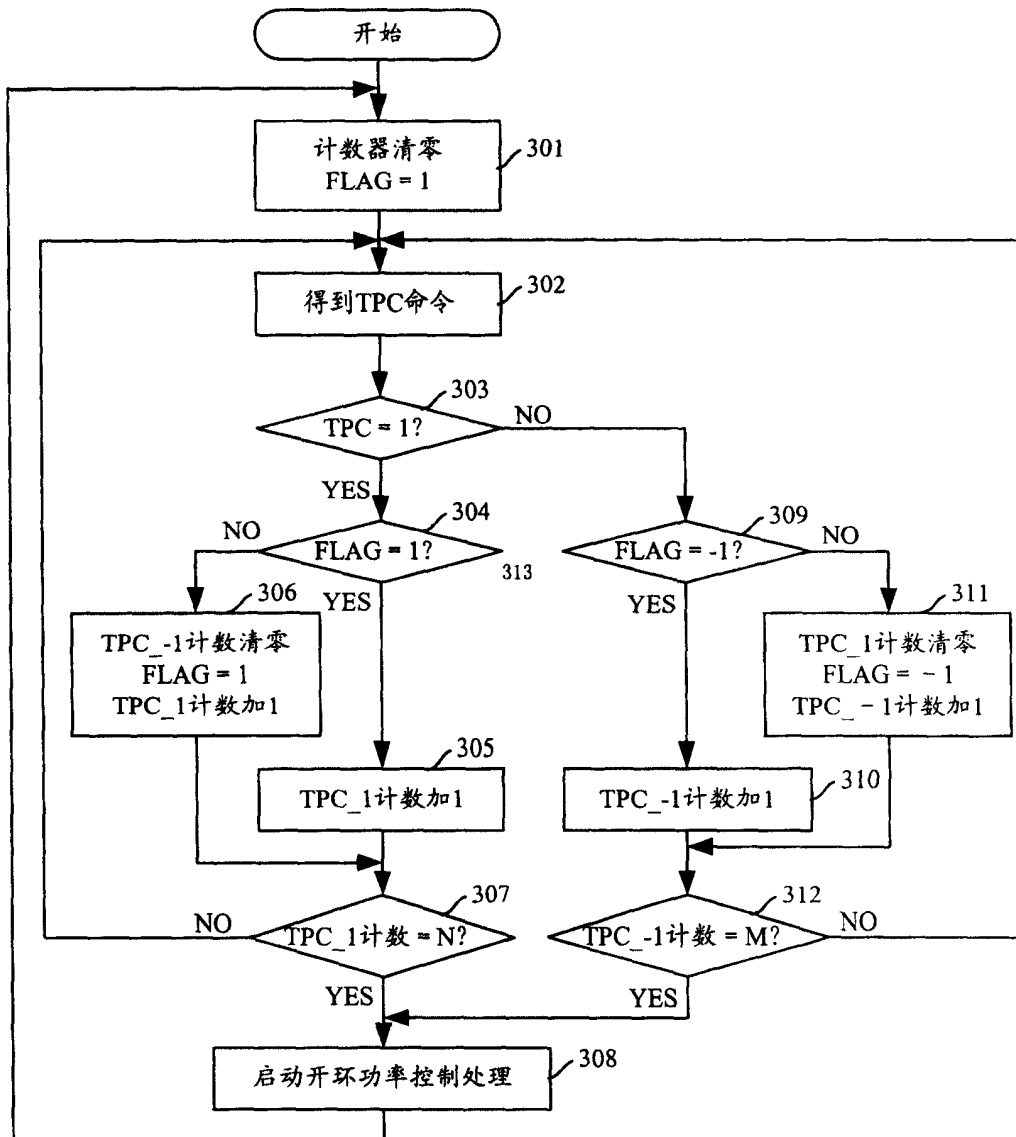 开始
计数器清零
FLAG = 1
301
得到TPC命令
302
303
TPC = 1?
NO
YES
304
NO
FLAG = 1?
313
YES
309
FLAG = -1?
NO
YES
306
TPC_-1计数清零
FLAG = 1
TPC_1计数加1
311
TPC_1计数清零
FLAG = - 1
TPC_ - 1计数加1
305
TPC_1计数加1
310
TPC_-1计数加1
307
NO
TPC_1计数 = N?
YES
312
TPC_-1计数 = M?
NO
YES
启动开环功率控制处理
308